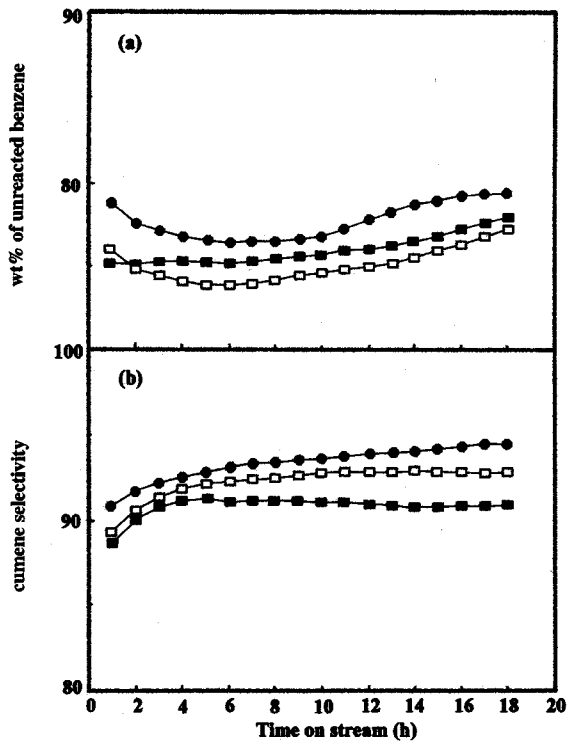 90
(a)
wt% of unreacted benzene
80
100
(b)
cumene selectivity
90
80
0 2 4 6 8 10 12 14 16 18 20
Time on stream (h)